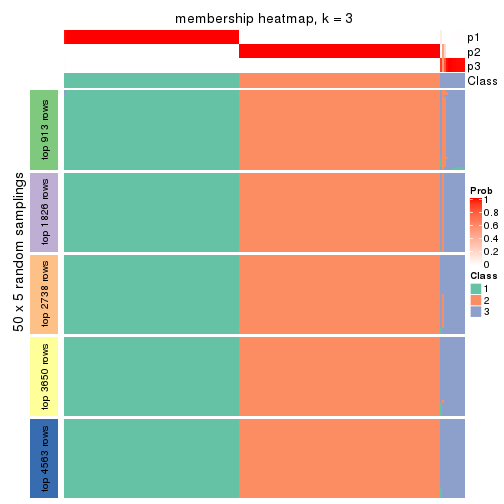 membership heatmap, k = 3
p1
p2
p3
Class
50 x 5 random samplings
top 913 rows
top 1826 rows
top 2738 rows
top 3650 rows
top 4563 rows
Prob
1
0.8
0.6
0.4
0.2
0
Class
1
2
3